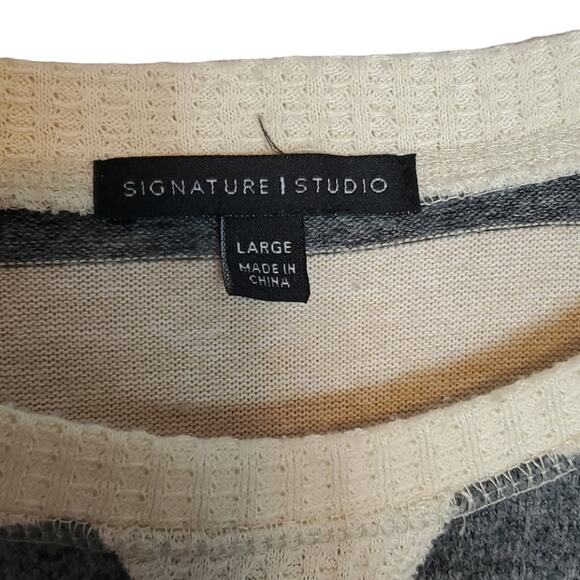 SIGNATURE | STUDIO
LARGE
MADE IN
CHINA